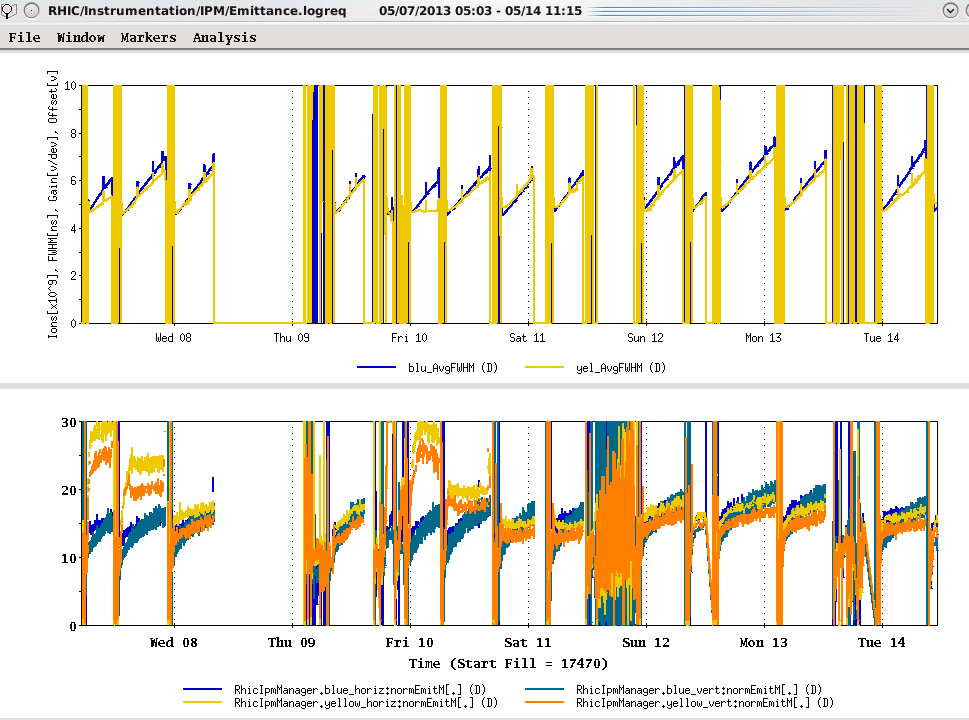 RHIC/Instrumentation/IPM/Emittance.logreq 05/07/2013 05:03 - 05/14 11:15
File Window Markers Analysis
Ions[x10^9], FWHM[ns], Gain[v/dev], Offset[v]
10
8
6
4
2
0
Wed 08 Thu 09 Fri 10 Sat 11 Sun 12 Mon 13 Tue 14
blu_AvgFWHM (D) yel_AvgFWHM (D)
30
20
10
0
Wed 08 Thu 09 Fri 10 Sat 11 Sun 12 Mon 13 Tue 14
Time (Start Fill = 17470)
RhicIpmManager.blue_horiz:normEmitM[.] (D) RhicIpmManager.blue_vert:normEmitM[.] (D)
RhicIpmManager.yellow_horiz:normEmitM[.] (D) RhicIpmManager.yellow_vert:normEmitM[.] (D)